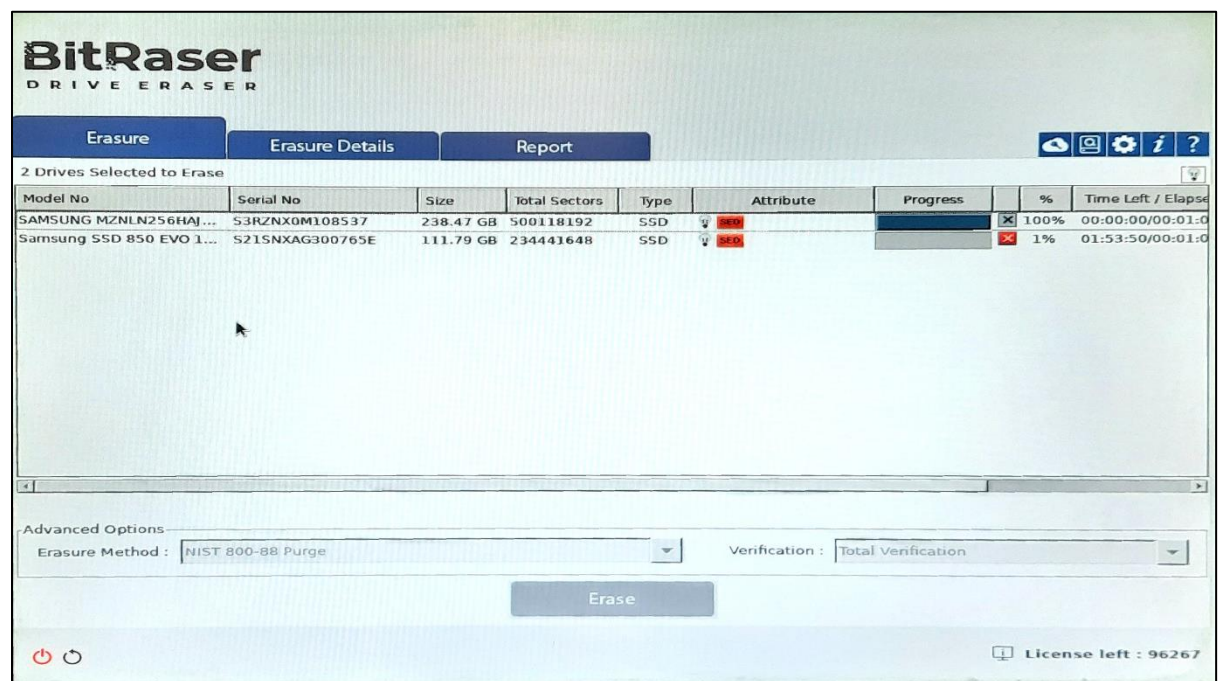 BitRaser
DRIVE ERASER
Erasure Erasure Details Report
i ?
2 Drives Selected to Erase
Model No Serial No Size Total Sectors Type Attribute Progress % Time Left / Elapse
SAMSUNG MZNLN256HAJ... S3RZNX0M108537 238.47 GB 500118192 SSD SED 100% 00:00:00/00:01:0
Samsung SSD 850 EVO 1... S21SNXAG300765E 111.79 GB 234441648 SSD SED 1% 01:53:50/00:01:0
Advanced Options
Erasure Method : NIST 800-88 Purge Verification : Total Verification
Erase
License left : 96267